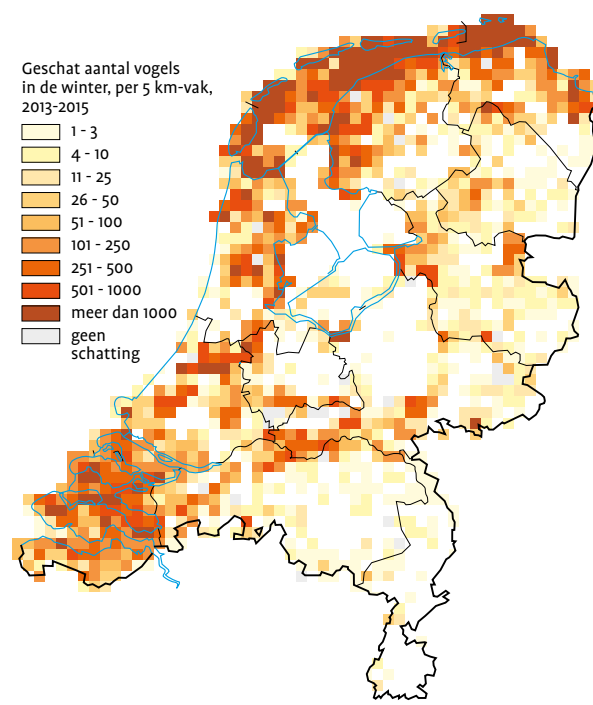 Geschat aantal vogels
in de winter, per 5 km-vak,
2013-2015
1 - 3
4 - 10
11 - 25
26 - 50
51 - 100
101 - 250
251 - 500
501 - 1000
meer dan 1000
geen
schatting